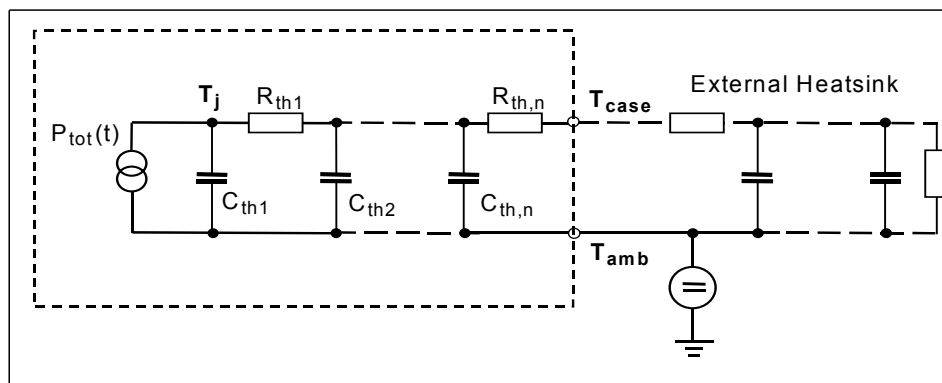 External Heatsink
T_j
R_th1
R_th,n
T_case
P_tot(t)
C_th1
C_th2
C_th,n
T_amb